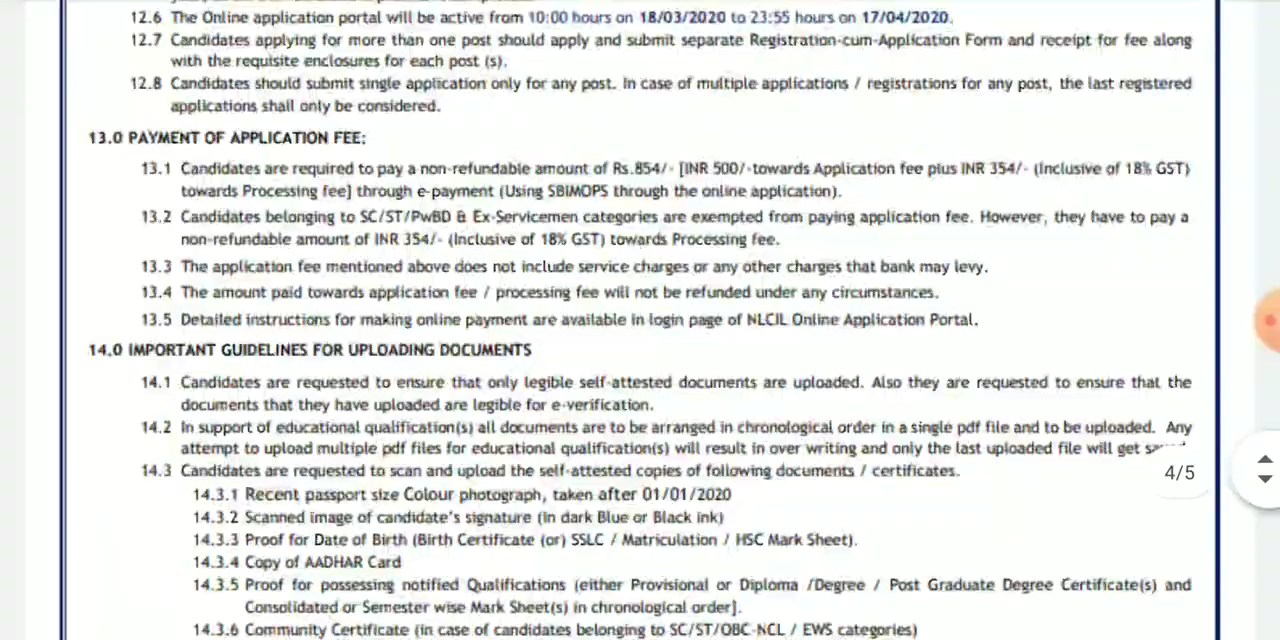 12.6 The Online application portal will be active from 10:00 hours on 18/03/2020 to 23:55 hours on 17/04/2020.
12.7 Candidates applying for more than one post should apply and submit separate Registration-cum-Application Form and receipt for fee along
with the requisite enclosures for each post (s).
12.8 Candidates should submit single application only for any post. In case of multiple applications / registrations for any post, the last registered
applications shall only be considered.
13.0 PAYMENT OF APPLICATION FEE:
13.1 Candidates are required to pay a non-refundable amount of Rs.854/- [INR 500/-towards Application fee plus INR 354/- (Inclusive of 18% GST)
towards Processing fee] through e-payment (Using SBIMOPS through the online application).
13.2 Candidates belonging to SC/ST/PwBD & Ex-Servicemen categories are exempted from paying application fee. However, they have to pay a
non-refundable amount of INR 354/- (Inclusive of 18% GST) towards Processing fee.
13.3 The application fee mentioned above does not include service charges or any other charges that bank may levy.
13.4 The amount paid towards application fee / processing fee will not be refunded under any circumstances.
13.5 Detailed instructions for making online payment are available in login page of NLCIL Online Application Portal.
14.0 IMPORTANT GUIDELINES FOR UPLOADING DOCUMENTS
14.1 Candidates are requested to ensure that only legible self-attested documents are uploaded. Also they are requested to ensure that the
documents that they have uploaded are legible for e-verification.
14.2 In support of educational qualification(s) all documents are to be arranged in chronological order in a single pdf file and to be uploaded. Any
attempt to upload multiple pdf files for educational qualification(s) will result in over writing and only the last uploaded file will get
14.3 Candidates are requested to scan and upload the self-attested copies of following documents / certificates.
4/5
14.3.1 Recent passport size Colour photograph, taken after 01/01/2020
14.3.2 Scanned image of candidate's signature (in dark Blue or Black ink)
14.3.3 Proof for Date of Birth (Birth Certificate (or) SSLC / Matriculation / HSC Mark Sheet).
14.3.4 Copy of AADHAR Card
14.3.5 Proof for possessing notified Qualifications (either Provisional or Diploma /Degree / Post Graduate Degree Certificate(s) and
Consolidated or Semester wise Mark Sheet(s) in chronological order].
14.3.6 Community Certificate (in case of candidates belonging to SC/ST/OBC-NCL / EWS categories)